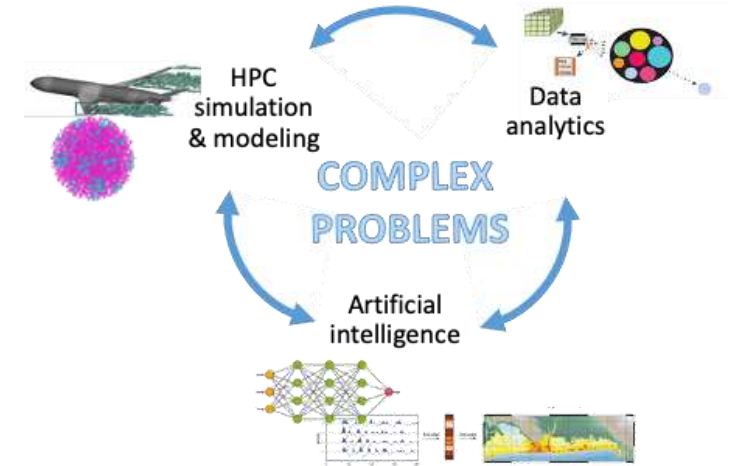 HPC
simulation
& modeling
Data
analytics
COMPLEX
PROBLEMS
Artificial
intelligence